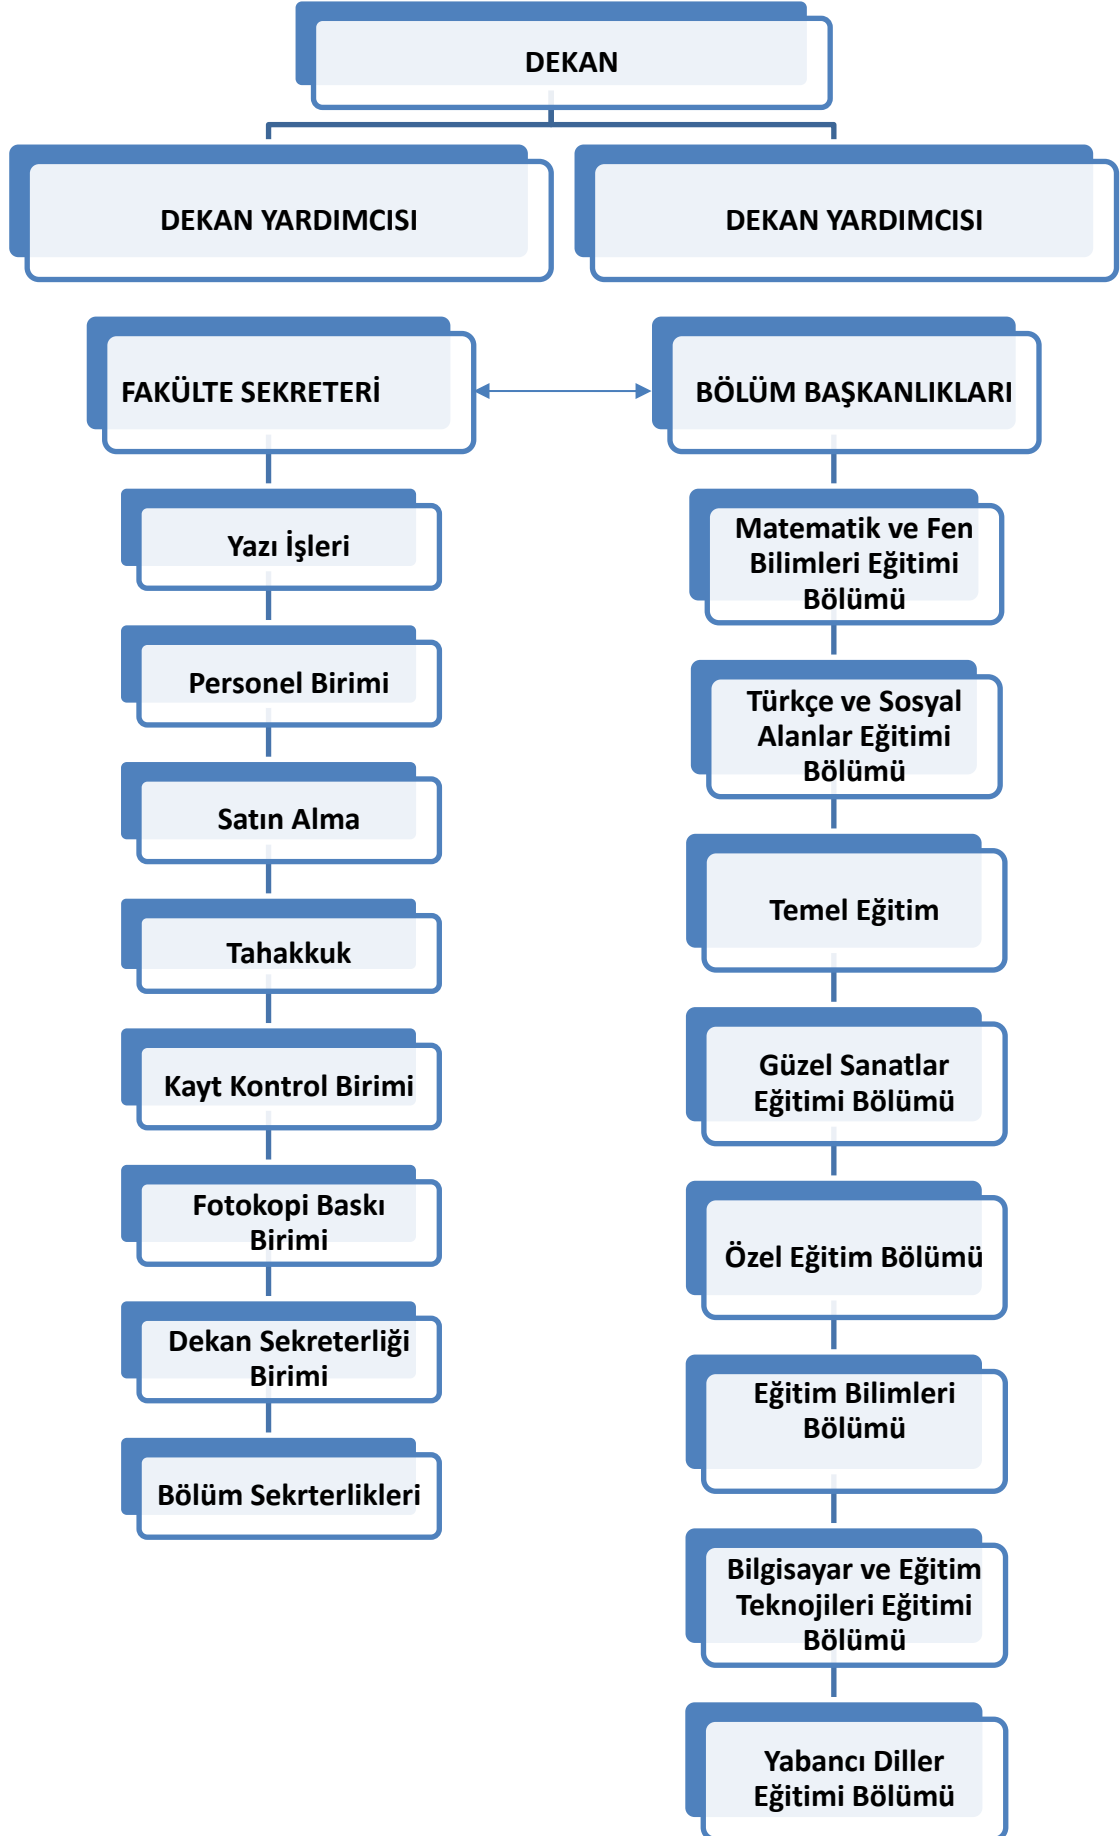 DEKAN
DEKAN YARDIMCISI
DEKAN YARDIMCISI
FAKÜLTE SEKRETERİ
BÖLÜM BAŞKANLIKLARI
Yazı İşleri
Personel Birimi
Satın Alma
Tahakkuk
Kayt Kontrol Birimi
Fotokopi Baskı
Birimi
Dekan Sekreterliği
Birimi
Bölüm Sekrterlikleri
Matematik ve Fen
Bilimleri Eğitimi
Bölümü
Türkçe ve Sosyal
Alanlar Eğitimi
Bölümü
Temel Eğitim
Güzel Sanatlar
Eğitimi Bölümü
Özel Eğitim Bölümü
Eğitim Bilimleri
Bölümü
Bilgisayar ve Eğitim
Teknojileri Eğitimi
Bölümü
Yabancı Diller
Eğitimi Bölümü